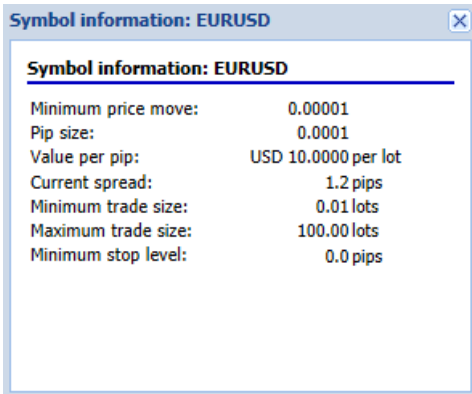 Symbol information: EURUSD
Symbol information: EURUSD
Minimum price move: 0.00001
Pip size: 0.0001
Value per pip: USD 10.0000 per lot
Current spread: 1.2 pips
Minimum trade size: 0.01 lots
Maximum trade size: 100.00 lots
Minimum stop level: 0.0 pips